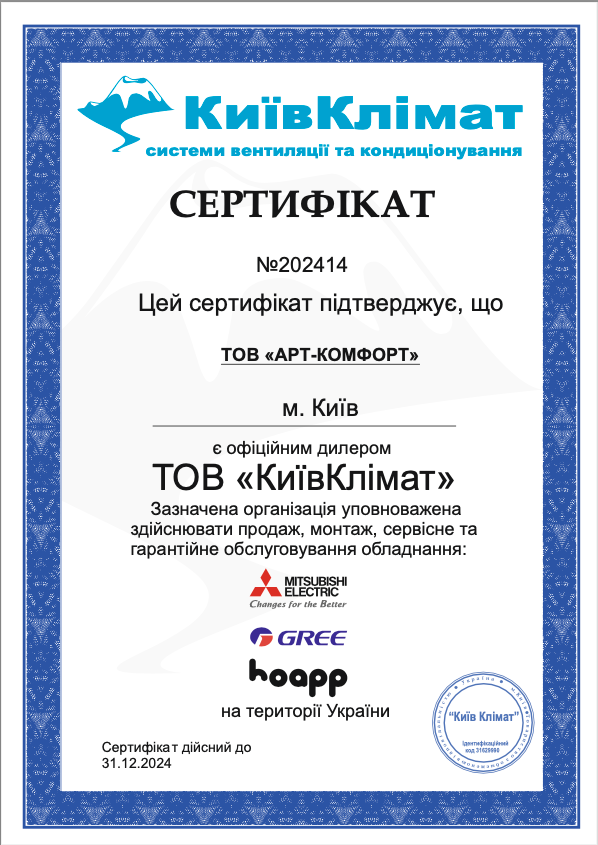 КиївКлімат
системи вентиляції та кондиціонування
СЕРТИФІКАТ
№202414
Цей сертифікат підтверджує, що
ТОВ «АРТ-КОМФОРТ»
м. Київ
є офіційним дилером
ТОВ «КиївКлімат»
Зазначена організація уповноважена
здійснювати продаж, монтаж, сервісне та
гарантійне обслуговування обладнання:
MITSUBISHI
ELECTRIC
Changes for the Better
GREE
hoapp
на території України
Сертифікат дійсний до
31.12.2024
Україна
"Київ Клімат"
Ідентифікаційний
код 31629990